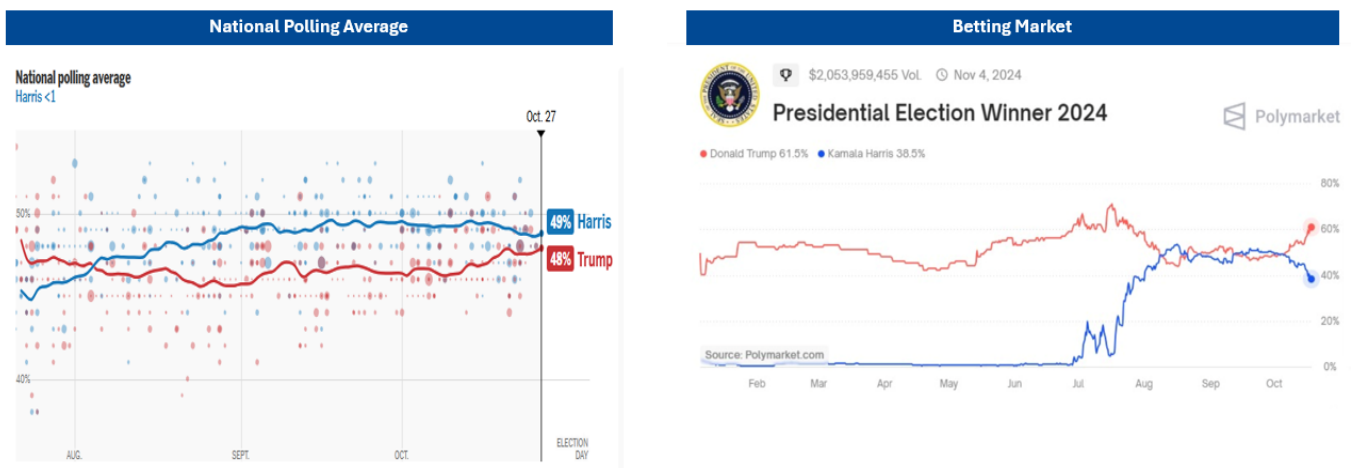 National Polling Average
National polling average
Harris <1
Oct. 27
50%
49% Harris
48% Trump
40%
ELECTION
DAY
AUG.
SEPT.
OCT.
Betting Market
$2,053,959,455 Vol.
Nov 4, 2024
Presidential Election Winner 2024
Polymarket
Donald Trump 61.5%
Kamala Harris 38.5%
80%
60%
40%
20%
Source: Polymarket.com
0%
Feb
Mar
Apr
May
Jun
Jul
Aug
Sep
Oct